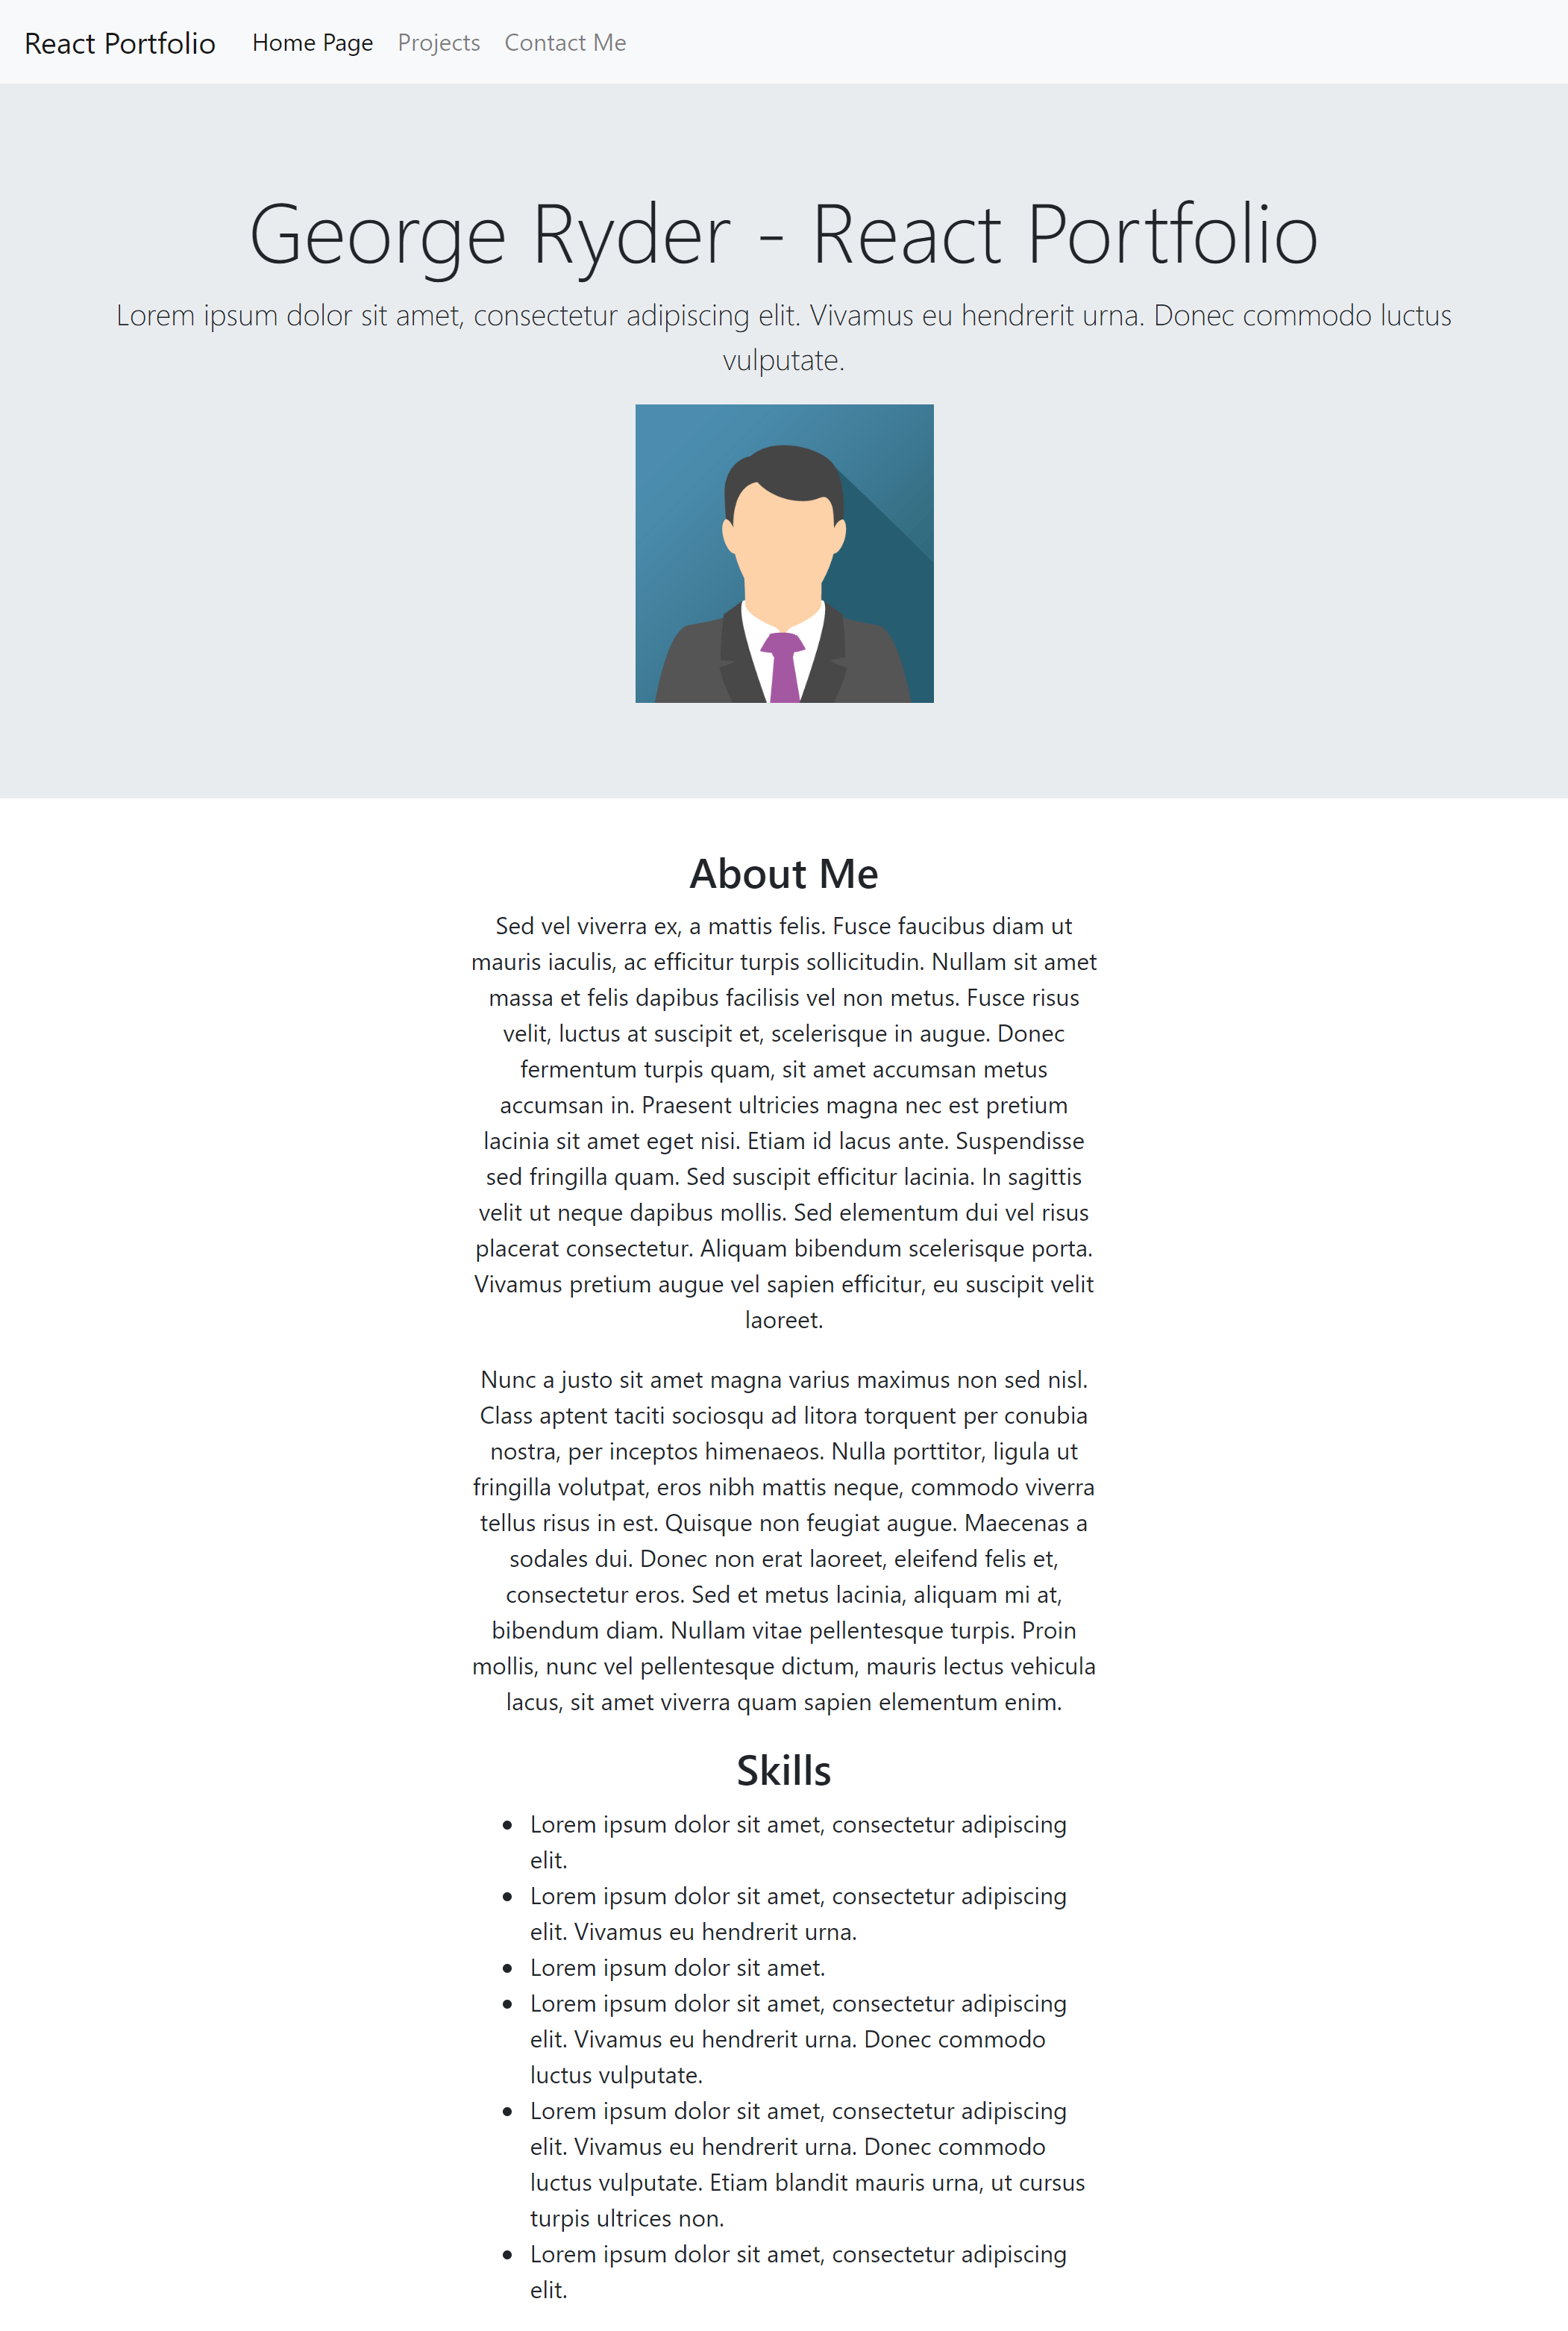 React Portfolio Home Page Projects Contact Me
George Ryder - React Portfolio
Lorem ipsum dolor sit amet, consectetur adipiscing elit. Vivamus eu hendrerit urna. Donec commodo luctus
vulputate.
About Me
Sed vel viverra ex, a mattis felis. Fusce faucibus diam ut
mauris iaculis, ac efficitur turpis sollicitudin. Nullam sit amet
massa et felis dapibus facilisis vel non metus. Fusce risus
velit, luctus at suscipit et, scelerisque in augue. Donec
fermentum turpis quam, sit amet accumsan metus
accumsan in. Praesent ultricies magna nec est pretium
lacinia sit amet eget nisi. Etiam id lacus ante. Suspendisse
sed fringilla quam. Sed suscipit efficitur lacinia. In sagittis
velit ut neque dapibus mollis. Sed elementum dui vel risus
placerat consectetur. Aliquam bibendum scelerisque porta.
Vivamus pretium augue vel sapien efficitur, eu suscipit velit
laoreet.
Nunc a justo sit amet magna varius maximus non sed nisl.
Class aptent taciti sociosqu ad litora torquent per conubia
nostra, per inceptos himenaeos. Nulla porttitor, ligula ut
fringilla volutpat, eros nibh mattis neque, commodo viverra
tellus risus in est. Quisque non feugiat augue. Maecenas a
sodales dui. Donec non erat laoreet, eleifend felis et,
consectetur eros. Sed et metus lacinia, aliquam mi at,
bibendum diam. Nullam vitae pellentesque turpis. Proin
mollis, nunc vel pellentesque dictum, mauris lectus vehicula
lacus, sit amet viverra quam sapien elementum enim.
Skills
• Lorem ipsum dolor sit amet, consectetur adipiscing
elit.
• Lorem ipsum dolor sit amet, consectetur adipiscing
elit. Vivamus eu hendrerit urna.
• Lorem ipsum dolor sit amet.
• Lorem ipsum dolor sit amet, consectetur adipiscing
elit. Vivamus eu hendrerit urna. Donec commodo
luctus vulputate.
• Lorem ipsum dolor sit amet, consectetur adipiscing
elit. Vivamus eu hendrerit urna. Donec commodo
luctus vulputate. Etiam blandit mauris urna, ut cursus
turpis ultrices non.
• Lorem ipsum dolor sit amet, consectetur adipiscing
elit.